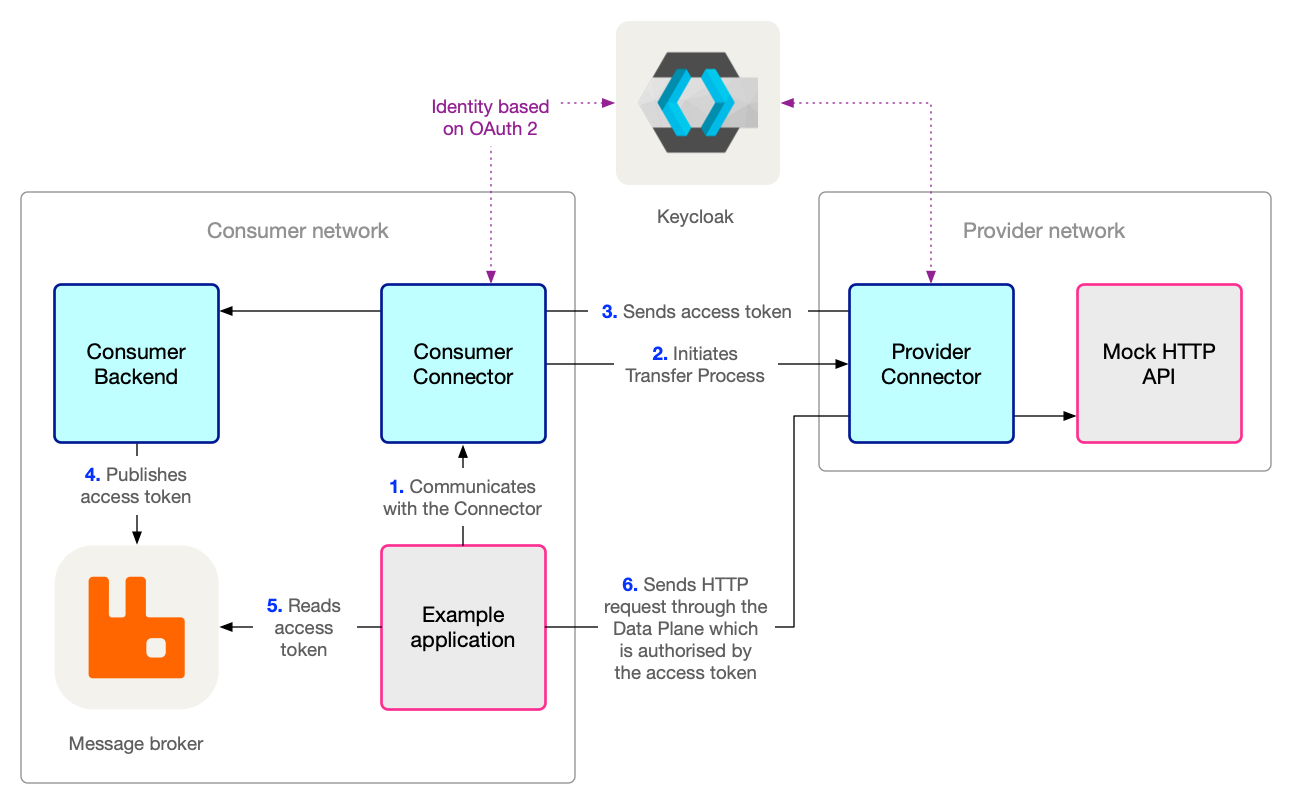 Identity based
on OAuth 2
Keycloak
Consumer network
Provider network
Consumer
Backend
Consumer
Connector
3. Sends access token
2. Initiates
Transfer Process
Provider
Connector
Mock HTTP
API
4. Publishes
access token
1. Communicates
with the Connector
5. Reads
access
token
Example
application
6. Sends HTTP
request through the
Data Plane which
is authorised by
the access token
Message broker